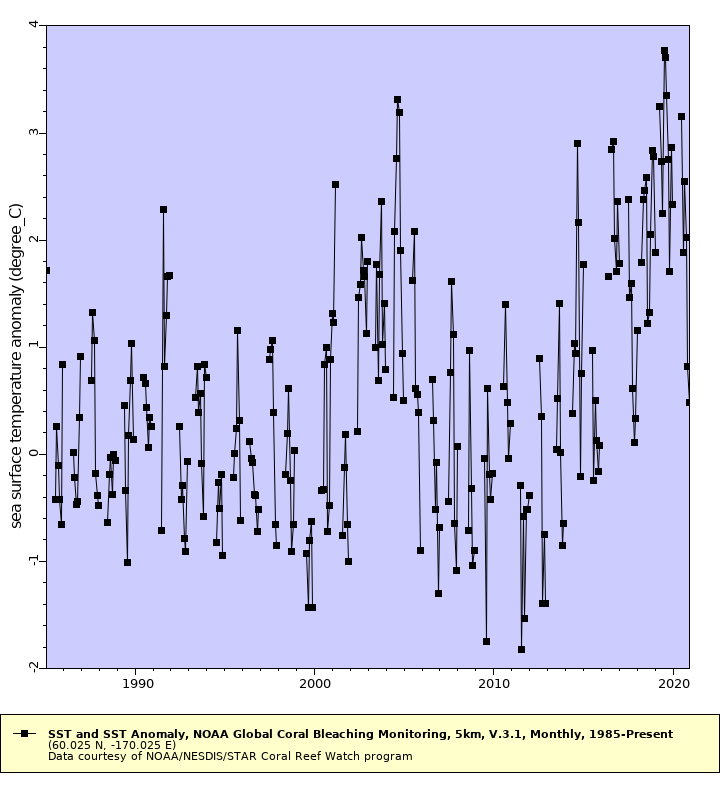 4
3
2
1
0
-1
-2
sea surface temperature anomaly (degree_C)
1990 2000 2010 2020
SST and SST Anomaly, NOAA Global Coral Bleaching Monitoring, 5km, V.3.1, Monthly, 1985-Present
(60.025 N, -170.025 E)
Data courtesy of NOAA/NESDIS/STAR Coral Reef Watch program